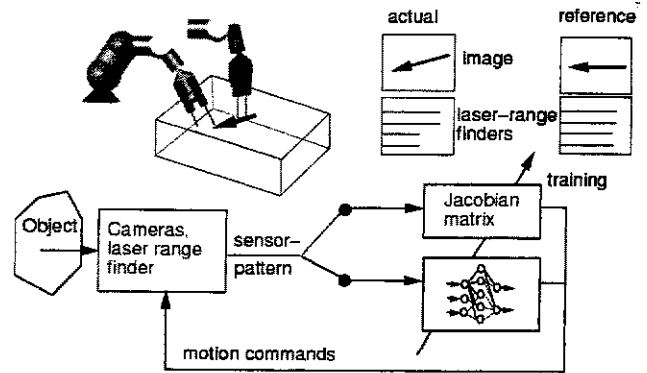 actual
reference
image
laser-range
finders
training
Object
Cameras,
laser range
finder
sensor-
pattern
Jacobian
matrix
motion commands